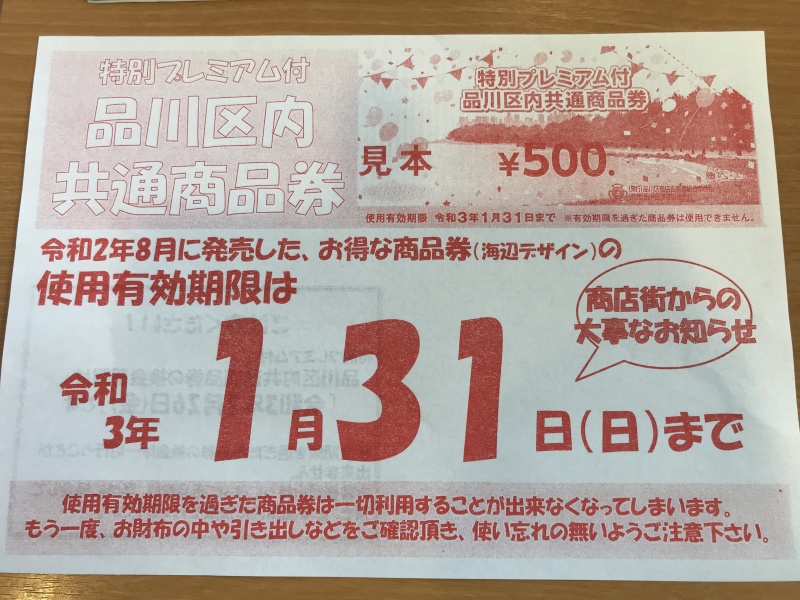 特別プレミアム付
品川区内
共通商品券
特別プレミアム付
品川区内共通商品券
見本 ¥500.
使用有効期限 令和3年1月31日まで ※有効期限を過ぎた商品券は使用できません。
令和2年8月に発売した、お得な商品券(海辺デザイン)の
使用有効期限は
商店街からの
大事なお知らせ
令和
3年 1月31日(日)まで
使用有効期限を過ぎた商品券は一切利用することが出来なくなってしまいます。
もう一度、お財布の中や引き出しなどをご確認頂き、使い忘れの無いようご注意下さい。